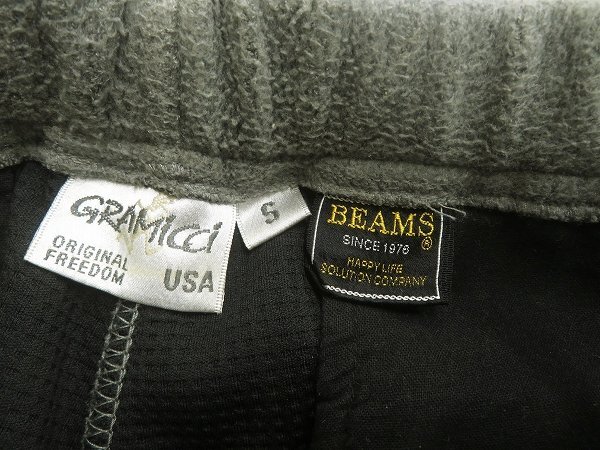 GRAMICCI
ORIGINAL
FREEDOM
USA
S
BEAMS®
SINCE 1976
HAPPY LIFE
SOLUTION COMPANY